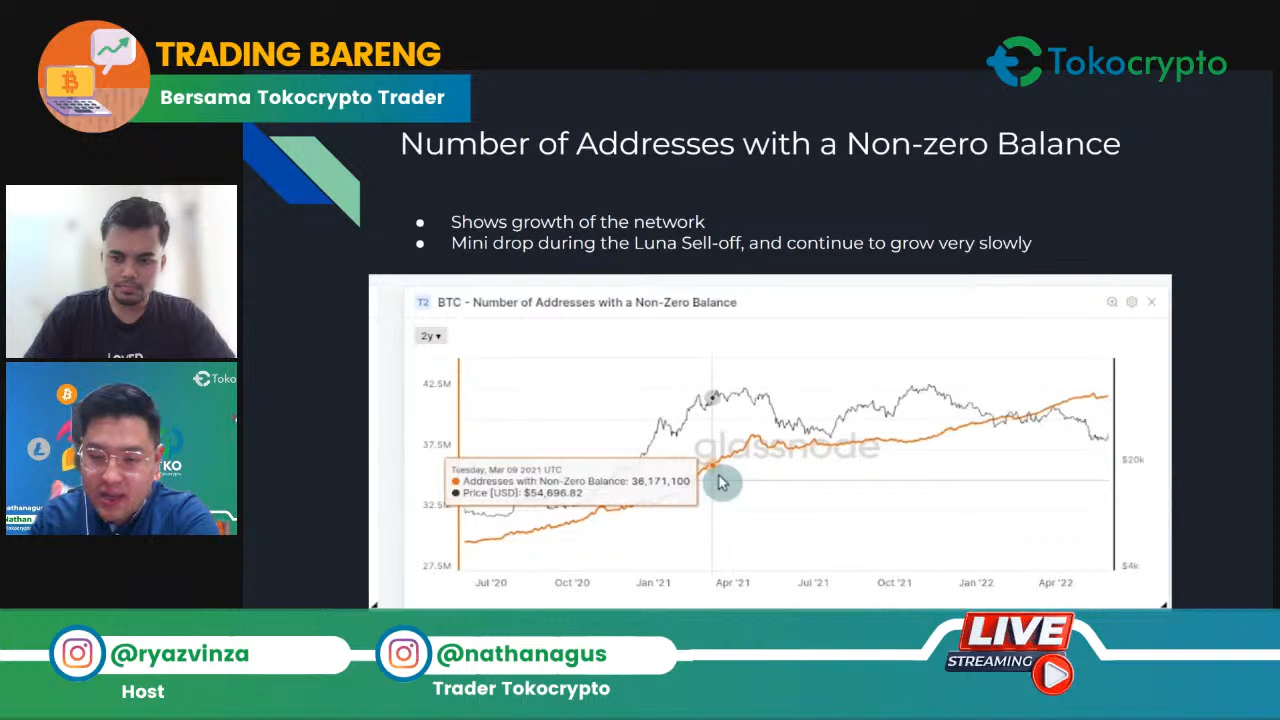 TRADING BARENG
Bersama Tokocrypto Trader
Tokocrypto
Number of Addresses with a Non-zero Balance
● Shows growth of the network
● Mini drop during the Luna Sell-off, and continue to grow very slowly
T2 BTC - Number of Addresses with a Non-Zero Balance
2y
42.5M
37.5M
32.5M
27.5M
glassnode
$20k
$4k
Tuesday, Mar 09 2021 UTC
Addresses with Non-Zero Balance: 36,171,100
Price [USD]: $54,696.82
Jul '20 Oct '20 Jan '21 Apr '21 Jul '21 Oct '21 Jan '22 Apr '22
Toko
Nathan
@ryazvinza
Host
@nathanagus
Trader Tokocrypto
LIVE
STREAMING